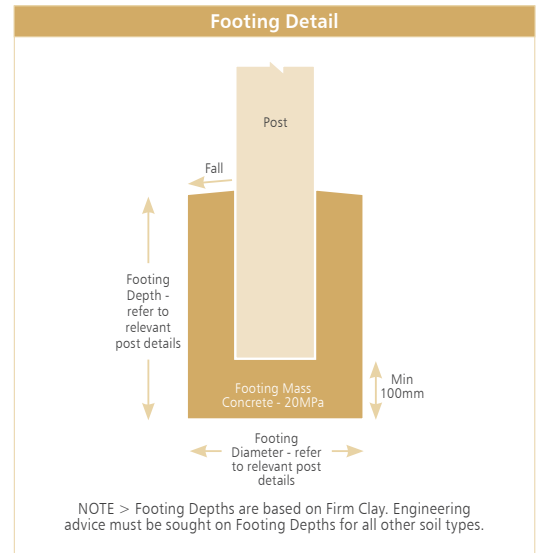 Footing Detail
Post
Fall
Footing
Depth -
refer to
relevant
post details
Footing Mass
Concrete - 20MPa
Min
100mm
Footing
Diameter - refer
to relevant post
details
NOTE > Footing Depths are based on Firm Clay. Engineering
advice must be sought on Footing Depths for all other soil types.